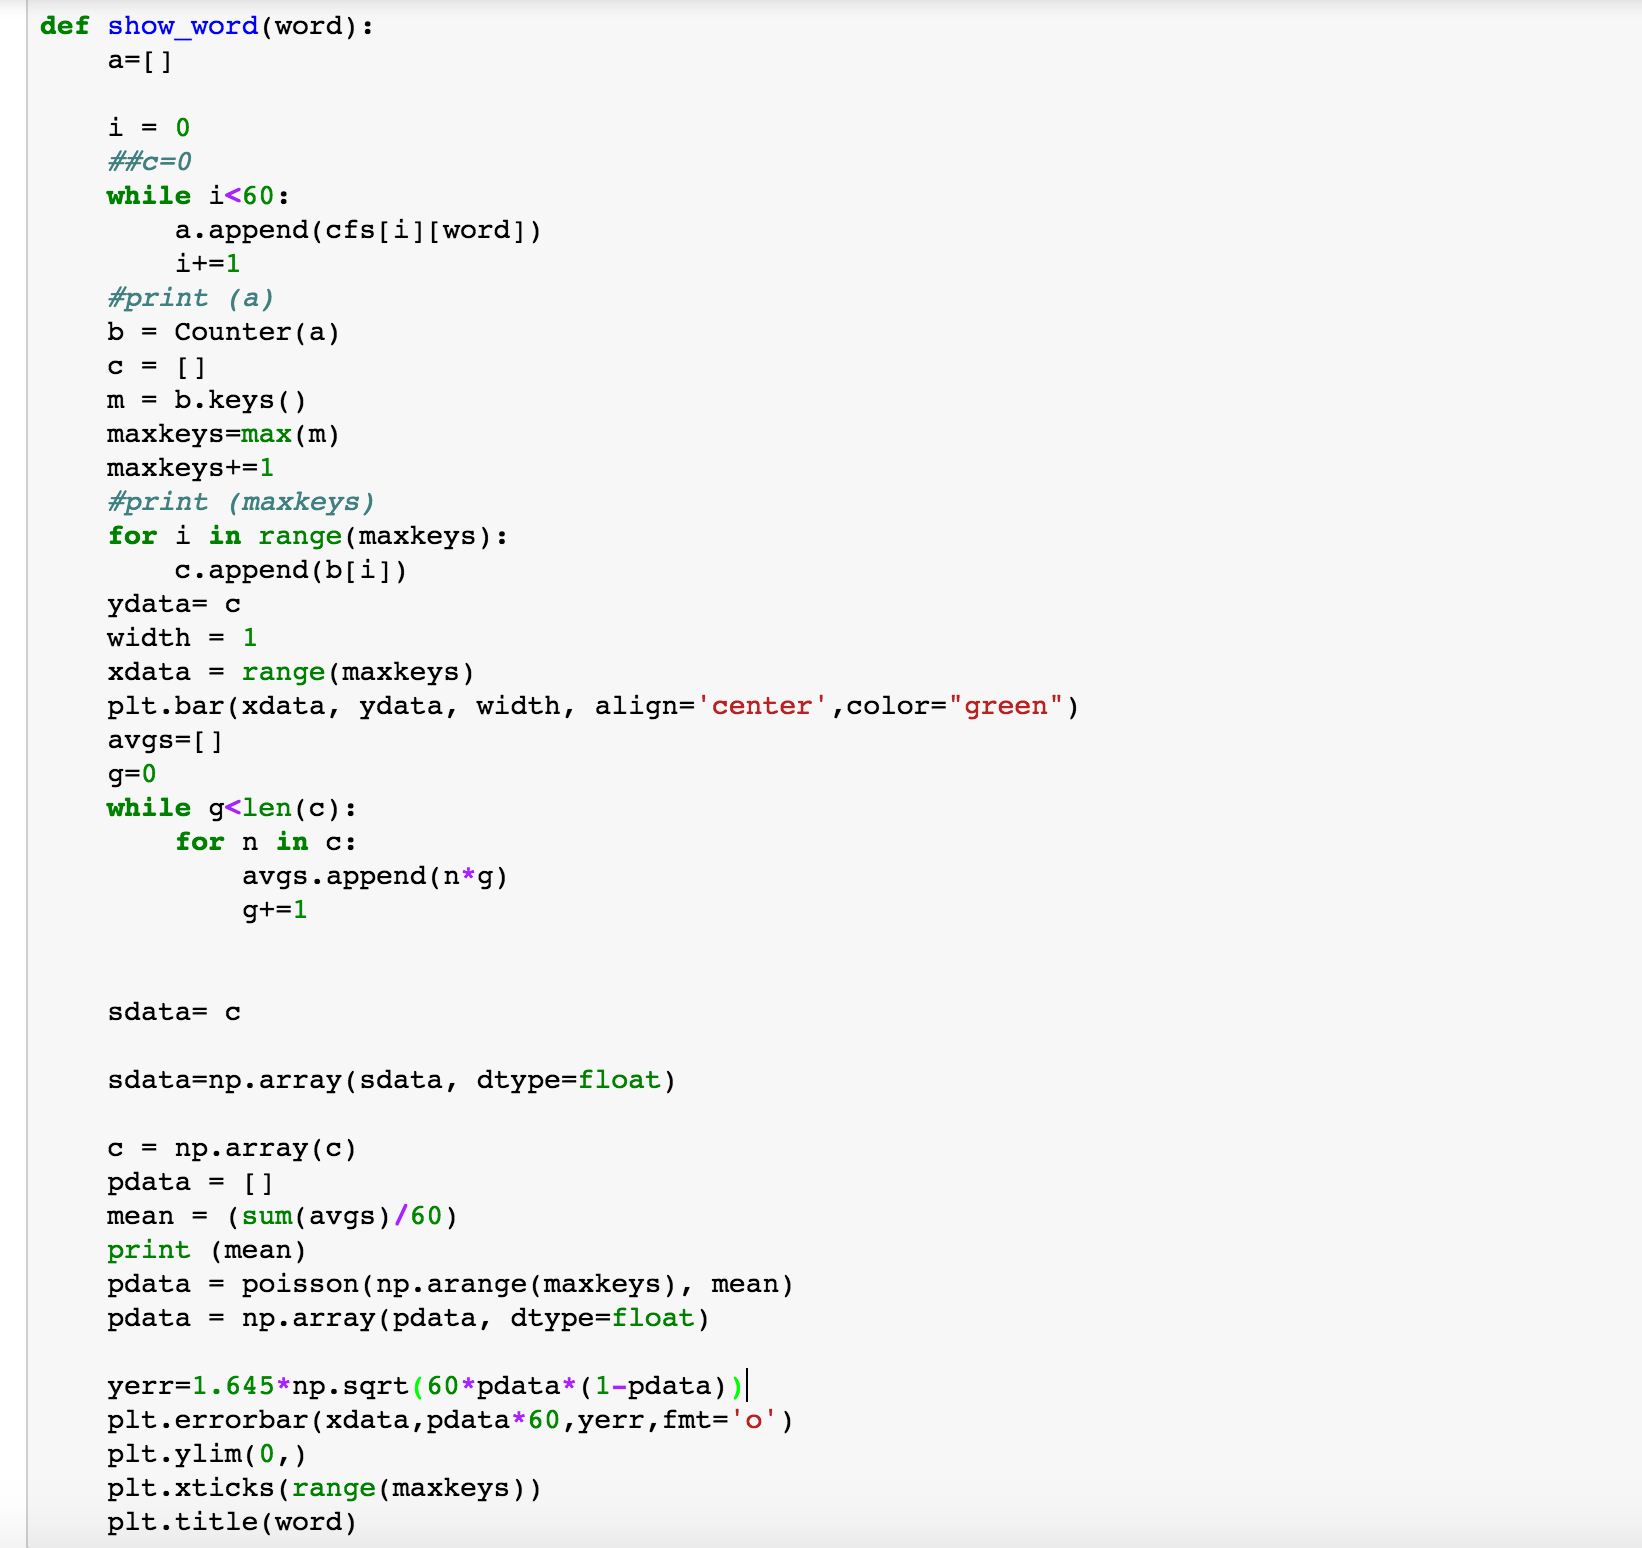 def show_word(word):
    a=[]

    i = 0
    ##c=0
    while i<60:
        a.append(cfs[i][word])
        i+=1
    #print (a)
    b = Counter(a)
    c = []
    m = b.keys()
    maxkeys=max(m)
    maxkeys+=1
    #print (maxkeys)
    for i in range(maxkeys):
        c.append(b[i])
    ydata= c
    width = 1
    xdata = range(maxkeys)
    plt.bar(xdata, ydata, width, align='center',color="green")
    avgs=[]
    g=0
    while g<len(c):
        for n in c:
            avgs.append(n*g)
            g+=1


    sdata= c

    sdata=np.array(sdata, dtype=float)

    c = np.array(c)
    pdata = []
    mean = (sum(avgs)/60)
    print (mean)
    pdata = poisson(np.arange(maxkeys), mean)
    pdata = np.array(pdata, dtype=float)

    yerr=1.645*np.sqrt(60*pdata*(1-pdata))
    plt.errorbar(xdata,pdata*60,yerr,fmt='o')
    plt.ylim(0,)
    plt.xticks(range(maxkeys))
    plt.title(word)